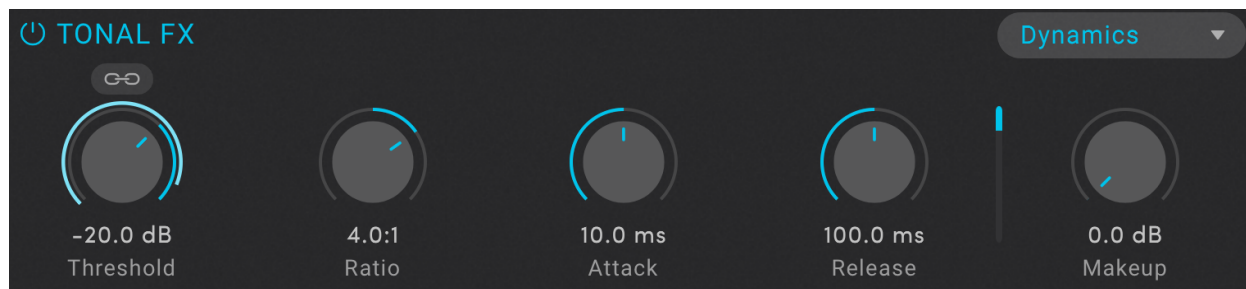 TONAL FX
Dynamics
-20.0 dB
4.0:1
10.0 ms
100.0 ms
0.0 dB
Threshold
Ratio
Attack
Release
Makeup